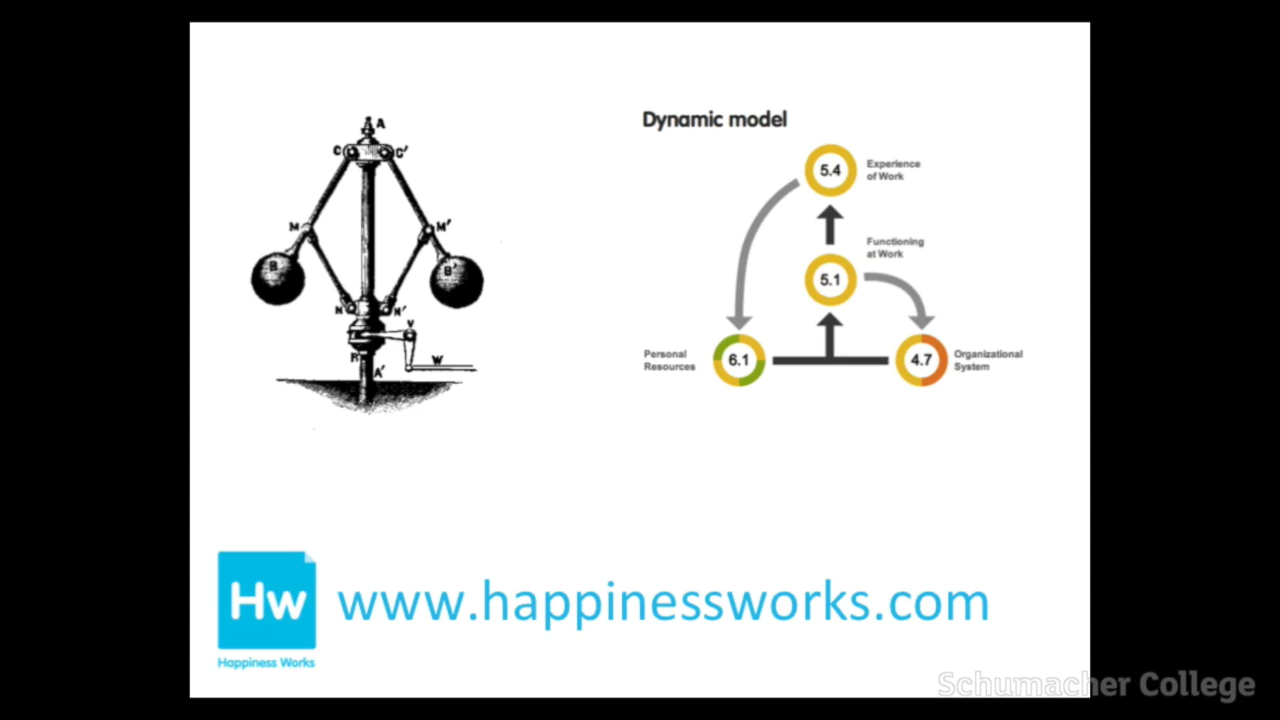 A
C
C'
M
M'
B
B'
N
N'
V
R
W
A'
Dynamic model
5.4
Experience
of Work
Functioning
at Work
5.1
Personal
Resources
6.1
4.7
Organizational
System
Hw
Happiness Works
www.happinessworks.com
Schumacher College